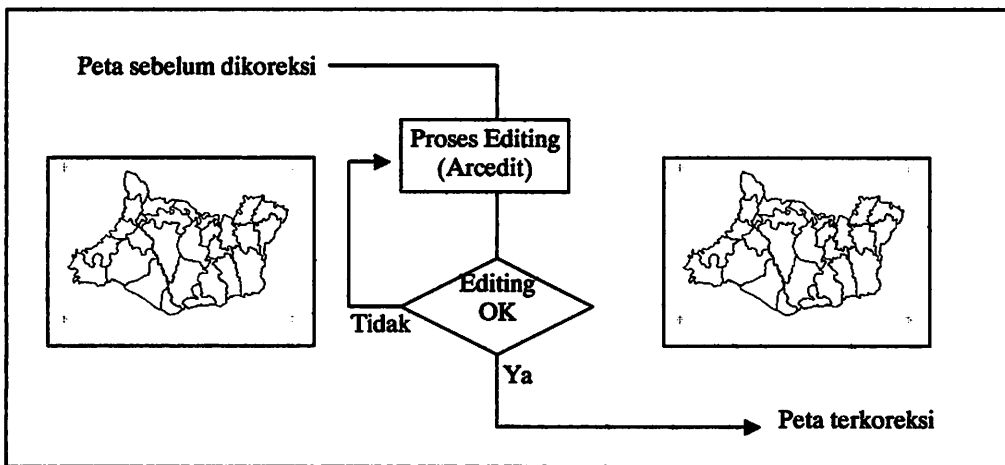 Peta sebelum dikoreksi
Proses Editing
(Arcedit)
Editing
OK
Tidak
Ya
Peta terkoreksi